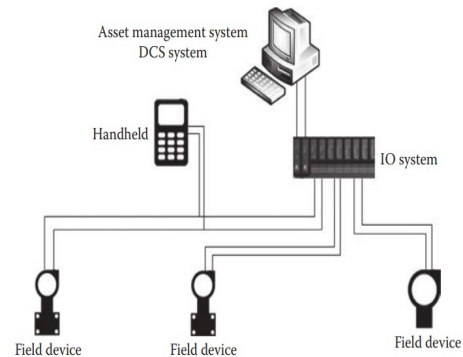 Asset management system
DCS system
Handheld
IO system
Field device
Field device
Field device